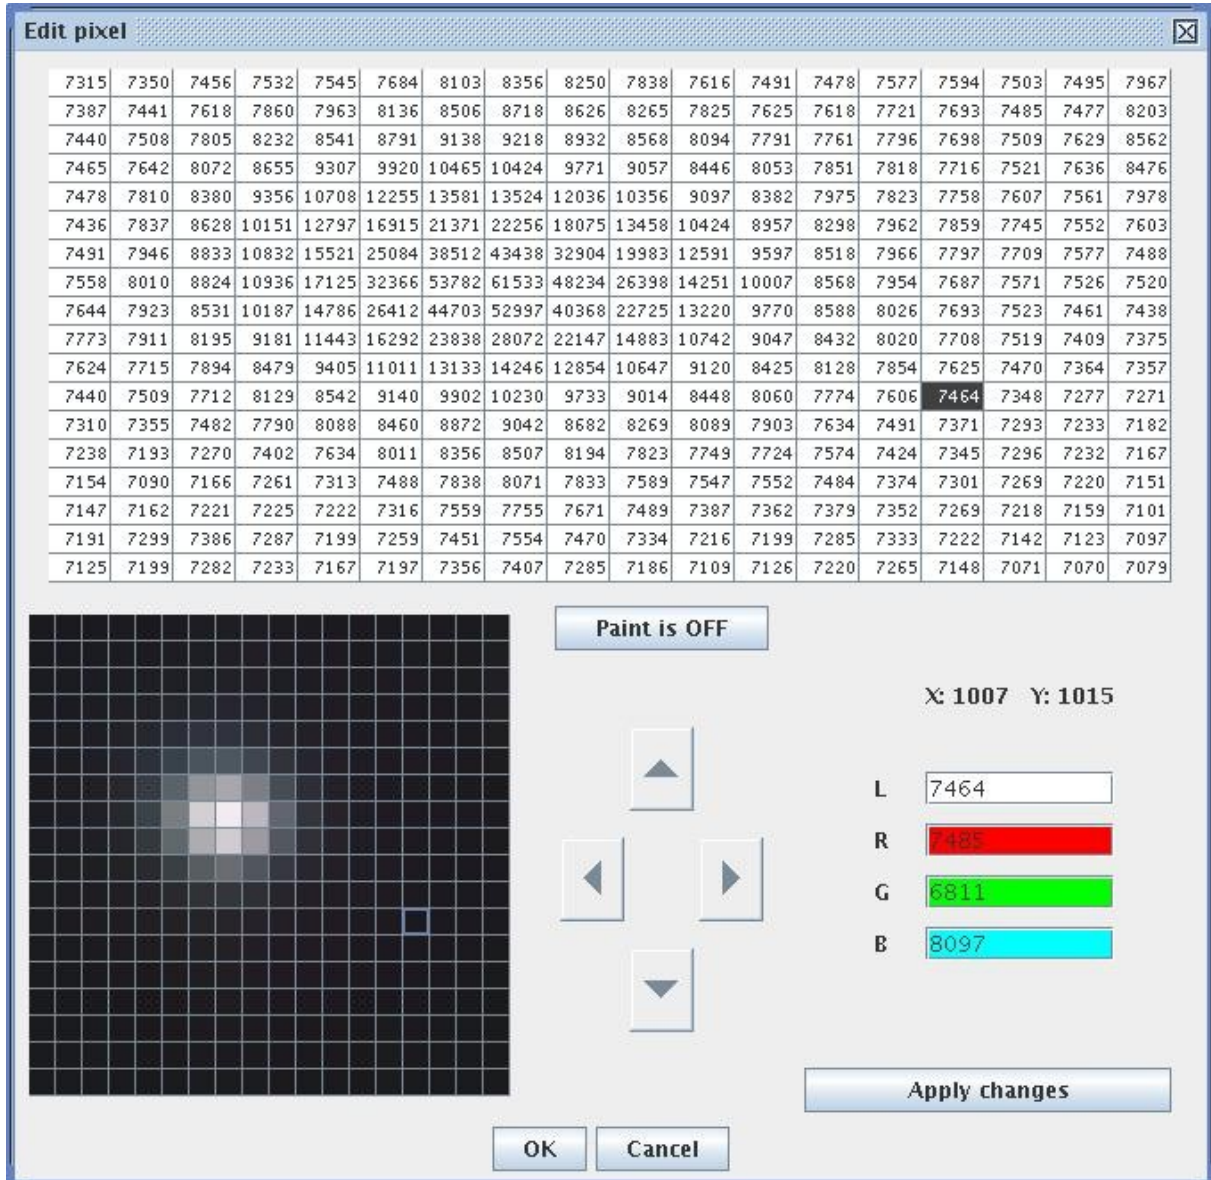 Edit pixel
7315 7350 7456 7532 7545 7684 8103 8356 8250 7838 7616 7491 7478 7577 7594 7503 7495 7967
7387 7441 7618 7860 7963 8136 8506 8718 8626 8265 7825 7625 7618 7721 7693 7485 7477 8203
7440 7508 7805 8232 8541 8791 9138 9218 8932 8568 8094 7791 7761 7796 7698 7509 7629 8562
7465 7642 8072 8655 9307 9920 10465 10424 9771 9057 8446 8053 7851 7818 7716 7521 7636 8476
7478 7810 8380 9356 10708 12255 13581 13524 12036 10356 9097 8382 7975 7823 7758 7607 7561 7978
7436 7837 8628 10151 12797 16915 21371 22256 18075 13458 10424 8957 8298 7962 7859 7745 7552 7603
7491 7946 8833 10832 15521 25084 38512 43438 32904 19983 12591 9597 8518 7966 7797 7709 7577 7488
7558 8010 8824 10936 17125 32366 53782 61533 48234 26398 14251 10007 8568 7954 7687 7571 7526 7520
7644 7923 8531 10187 14786 26412 44703 52997 40368 22725 13220 9770 8588 8026 7693 7523 7461 7438
7773 7911 8195 9181 11443 16292 23838 28072 22147 14883 10742 9047 8432 8020 7708 7519 7409 7375
7624 7715 7894 8479 9405 11011 13133 14246 12854 10647 9120 8425 8128 7854 7625 7470 7364 7357
7440 7509 7712 8129 8542 9140 9902 10230 9733 9014 8448 8060 7774 7606 7464 7348 7277 7271
7310 7355 7482 7790 8088 8460 8872 9042 8682 8269 8089 7903 7634 7491 7371 7293 7233 7182
7238 7193 7270 7402 7634 8011 8356 8507 8194 7823 7749 7724 7574 7424 7345 7296 7232 7167
7154 7090 7166 7261 7313 7488 7838 8071 7833 7589 7547 7552 7484 7374 7301 7269 7220 7151
7147 7162 7221 7225 7222 7316 7559 7755 7671 7489 7387 7362 7379 7352 7269 7218 7159 7101
7191 7299 7386 7287 7199 7259 7451 7554 7470 7334 7216 7199 7285 7333 7222 7142 7123 7097
7125 7199 7282 7233 7167 7197 7356 7407 7285 7186 7109 7126 7220 7265 7148 7071 7070 7079
Paint is OFF
X: 1007 Y: 1015
L 7464
R 7485
G 6811
B 8097
Apply changes
OK Cancel